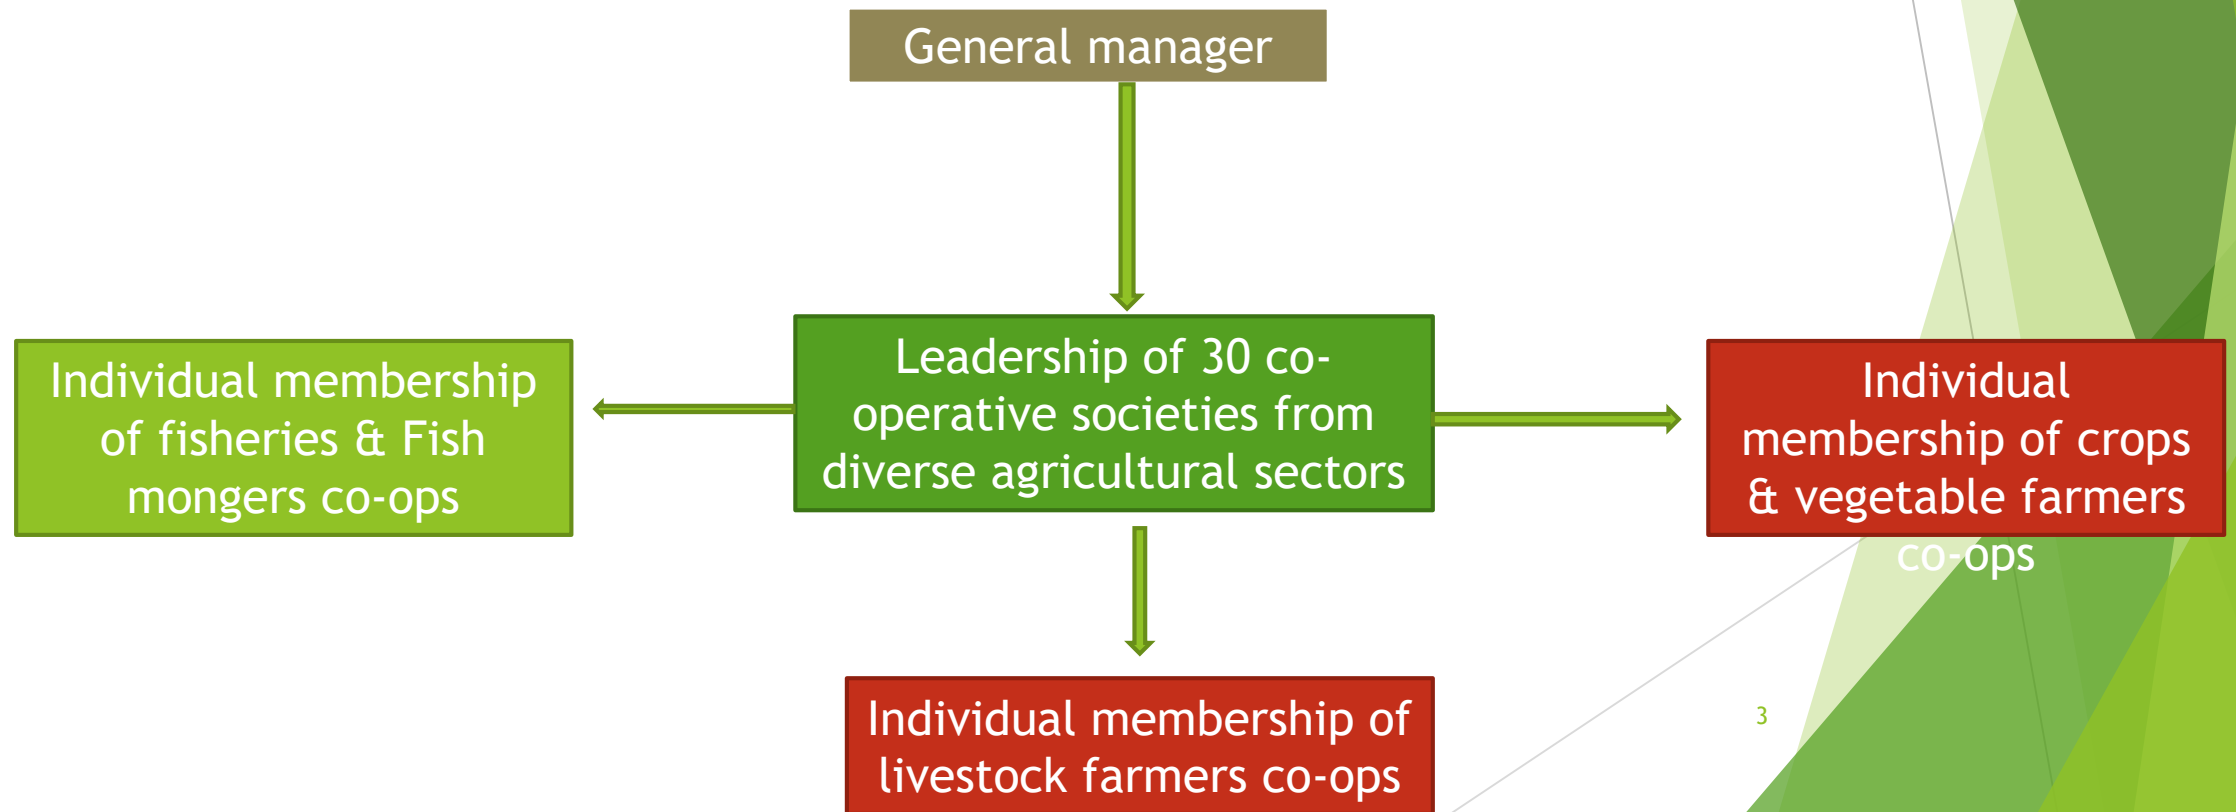 General manager
Leadership of 30 co-
operative societies from
diverse agricultural sectors
Individual membership
of fisheries & Fish
mongers co-ops
Individual
membership of crops
& vegetable farmers
co-ops
Individual membership of
livestock farmers co-ops
3